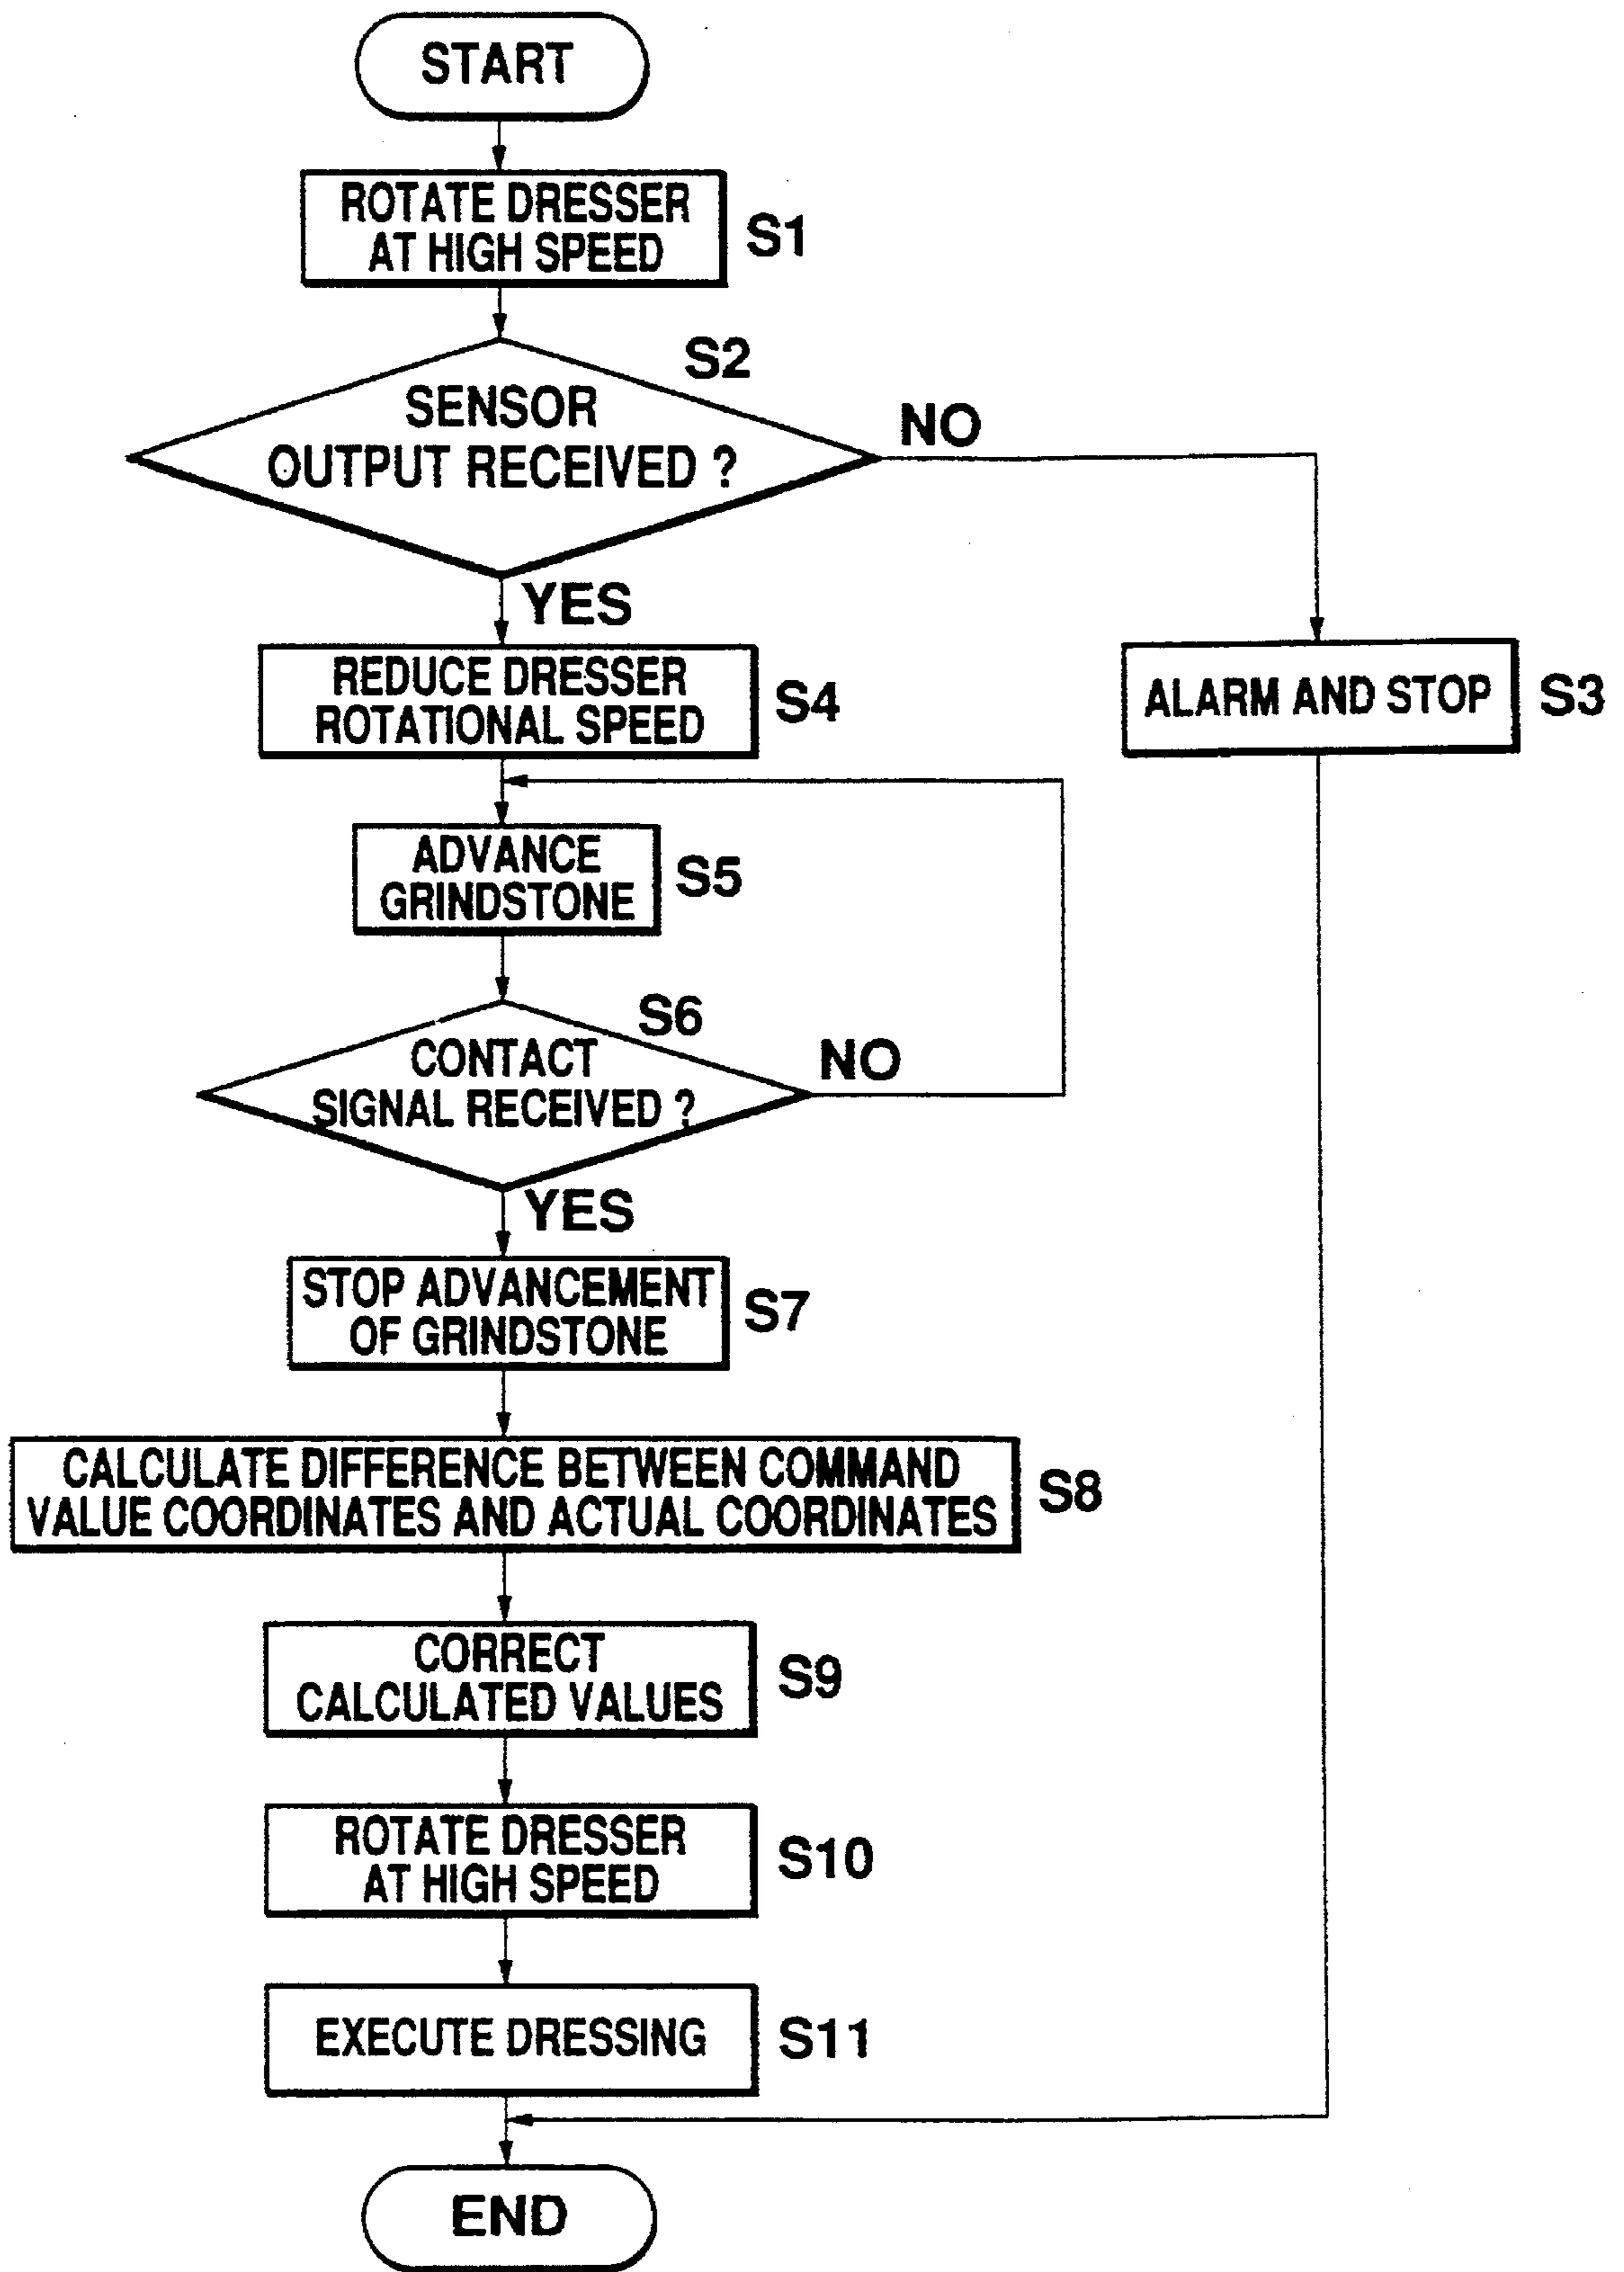 START
ROTATE DRESSER
AT HIGH SPEED
S1
S2
SENSOR
OUTPUT RECEIVED ?
NO
YES
REDUCE DRESSER
ROTATIONAL SPEED
S4
ALARM AND STOP
S3
ADVANCE
GRINDSTONE
S5
S6
CONTACT
SIGNAL RECEIVED ?
NO
YES
STOP ADVANCEMENT
OF GRINDSTONE
S7
CALCULATE DIFFERENCE BETWEEN COMMAND
VALUE COORDINATES AND ACTUAL COORDINATES
S8
CORRECT
CALCULATED VALUES
S9
ROTATE DRESSER
AT HIGH SPEED
S10
EXECUTE DRESSING
S11
END